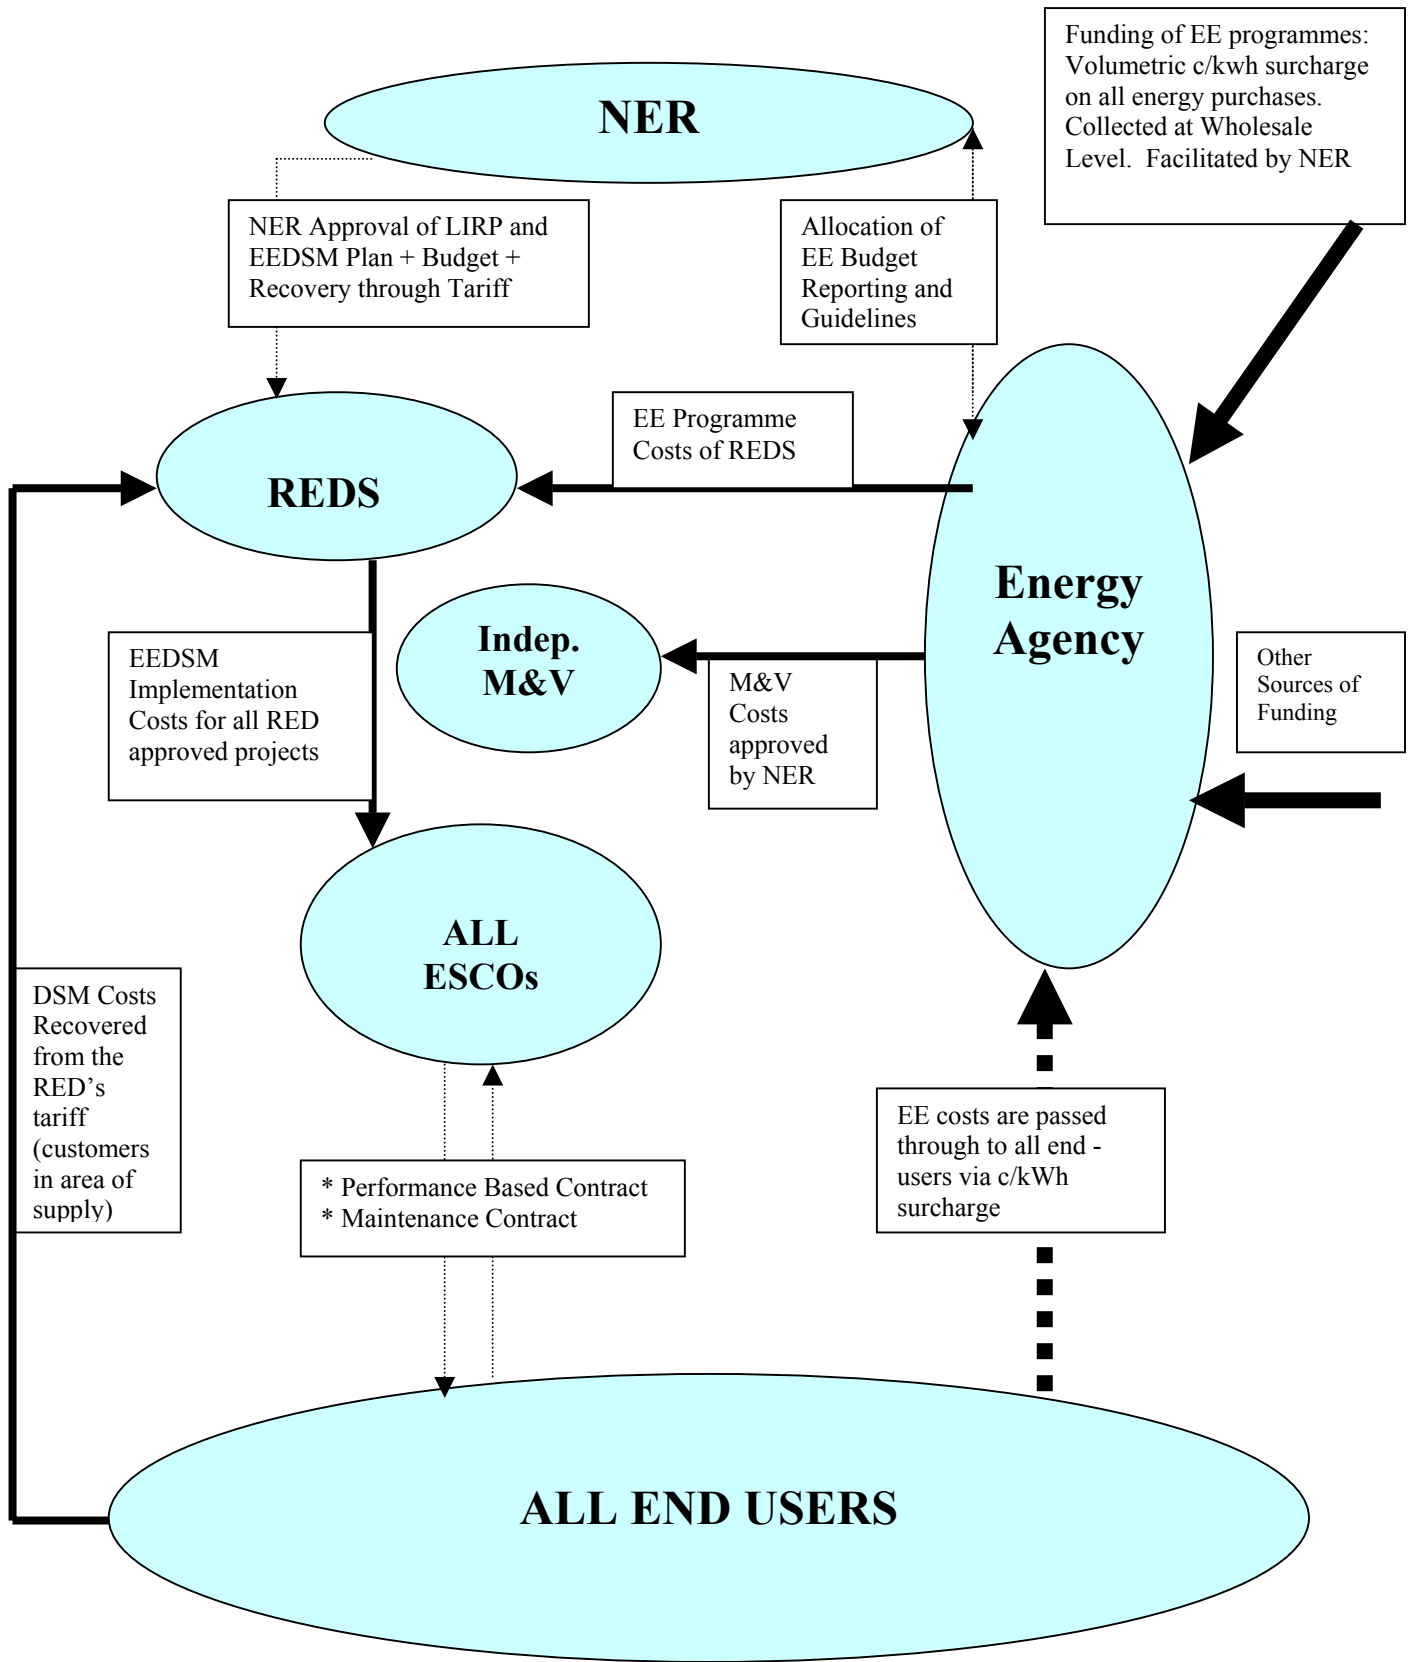 Funding of EE programmes:
Volumetric c/kwh surcharge
on all energy purchases.
Collected at Wholesale
Level.  Facilitated by NER
NER
NER Approval of LIRP and
EEDSM Plan + Budget +
Recovery through Tariff
Allocation of
EE Budget
Reporting and
Guidelines
EE Programme
Costs of REDS
REDS
Energy
Agency
Indep.
M&V
EEDSM
Implementation
Costs for all RED
approved projects
M&V
Costs
approved
by NER
Other
Sources of
Funding
ALL
ESCOs
DSM Costs
Recovered
from the
RED’s
tariff
(customers
in area of
supply)
EE costs are passed
through to all end -
users via c/kWh
surcharge
* Performance Based Contract
* Maintenance Contract
ALL END USERS